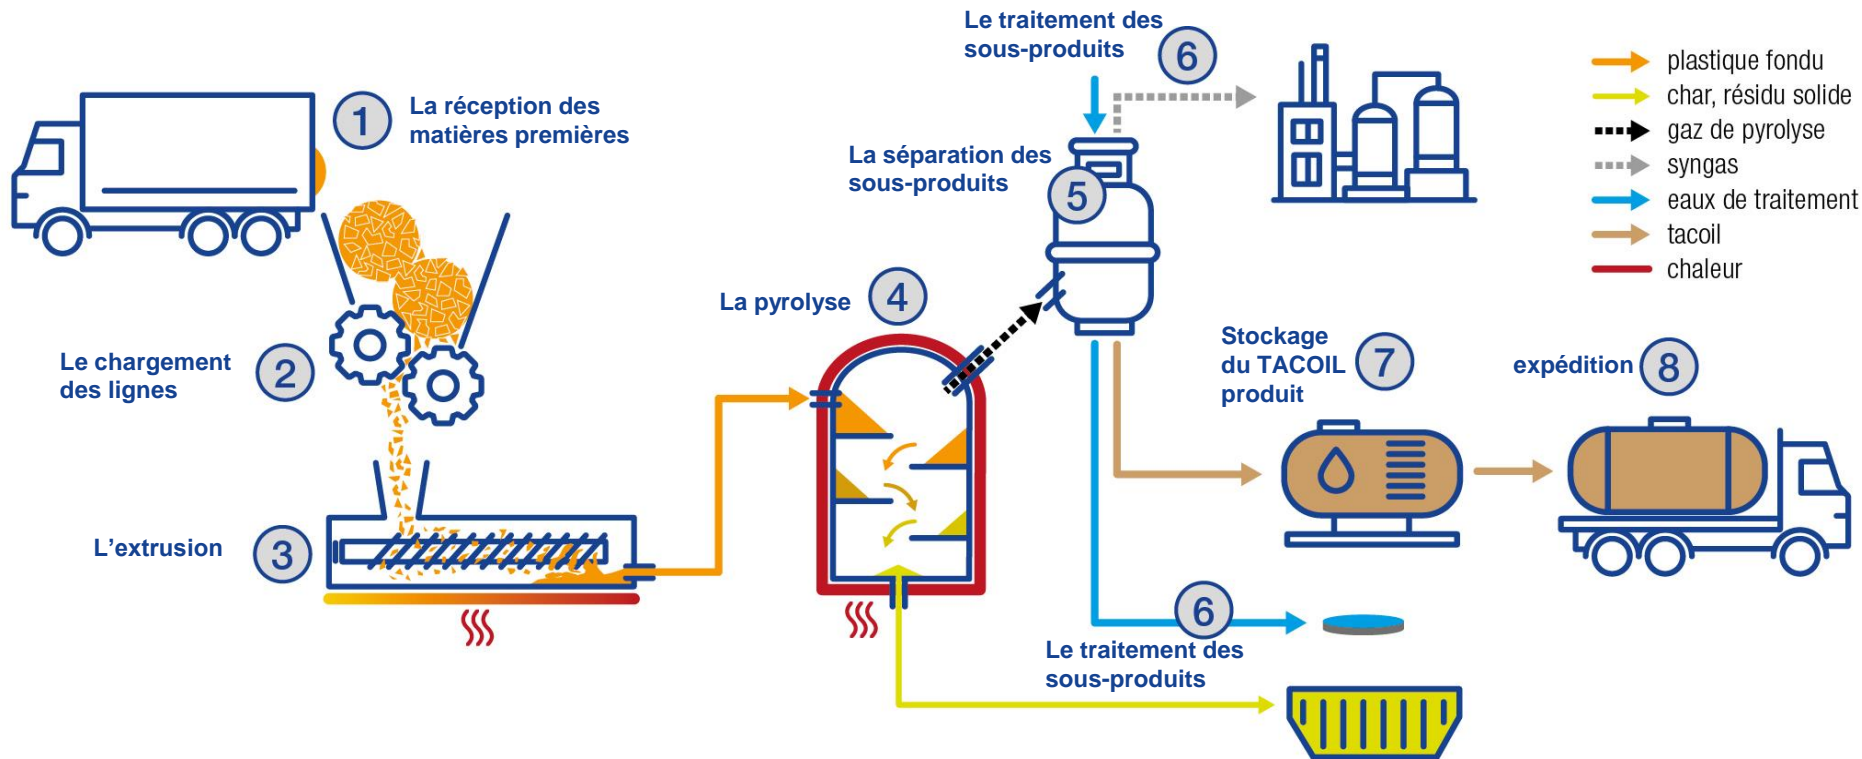 1
La réception des
matières premières
Le chargement
des lignes
2
L’extrusion
3
La pyrolyse
4
La séparation des
sous-produits
5
Le traitement des
sous-produits
6
Stockage
du TACOIL
produit
7
expédition
8
6
Le traitement des
sous-produits
plastique fondu
char, résidu solide
gaz de pyrolyse
syngas
eaux de traitement
tacoil
chaleur